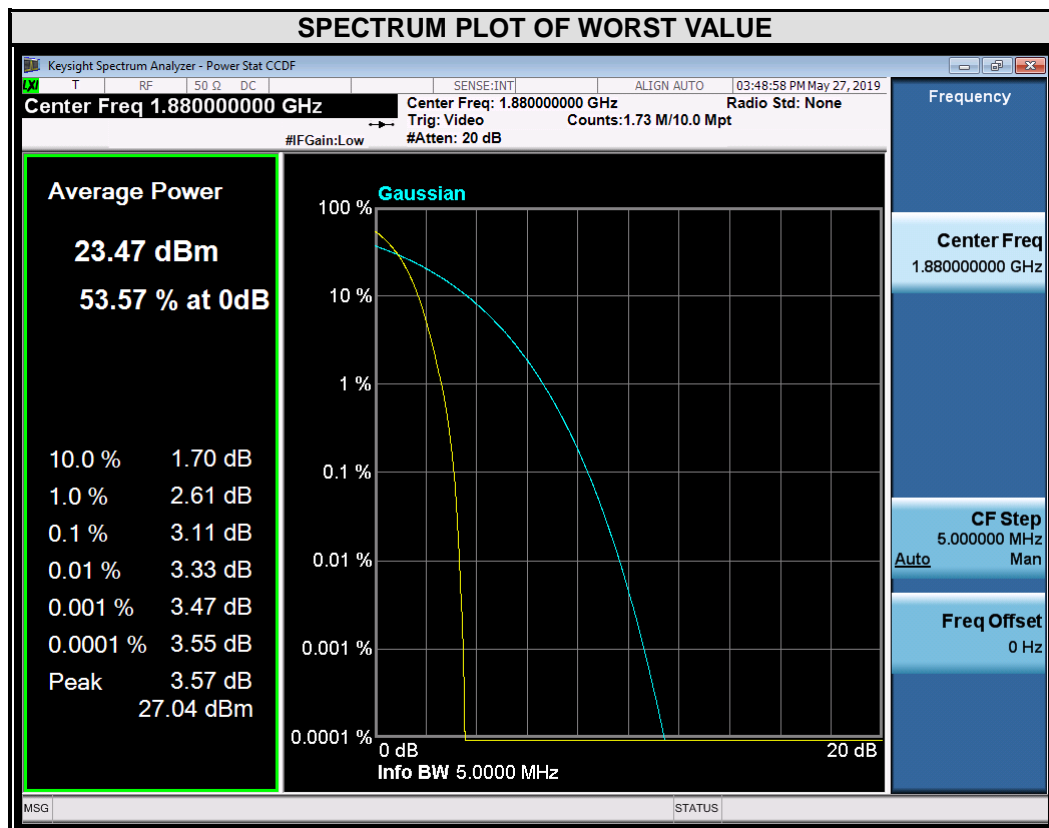 SPECTRUM PLOT OF WORST VALUE
Keysight Spectrum Analyzer - Power Stat CCDF
LXI T RF 50 Ω DC SENSE:INT ALIGN AUTO 03:48:58 PM May 27, 2019
Center Freq 1.880000000 GHz
Center Freq: 1.880000000 GHz Radio Std: None
Trig: Video Counts:1.73 M/10.0 Mpt
#IFGain:Low #Atten: 20 dB
Average Power
23.47 dBm
53.57 % at 0dB
10.0 % 1.70 dB
1.0 % 2.61 dB
0.1 % 3.11 dB
0.01 % 3.33 dB
0.001 % 3.47 dB
0.0001 % 3.55 dB
Peak 3.57 dB
27.04 dBm
Gaussian
100 %
10 %
1 %
0.1 %
0.01 %
0.001 %
0.0001 %
0 dB 20 dB
Info BW 5.0000 MHz
Frequency
Center Freq
1.880000000 GHz
CF Step
5.000000 MHz
Auto Man
Freq Offset
0 Hz
MSG STATUS